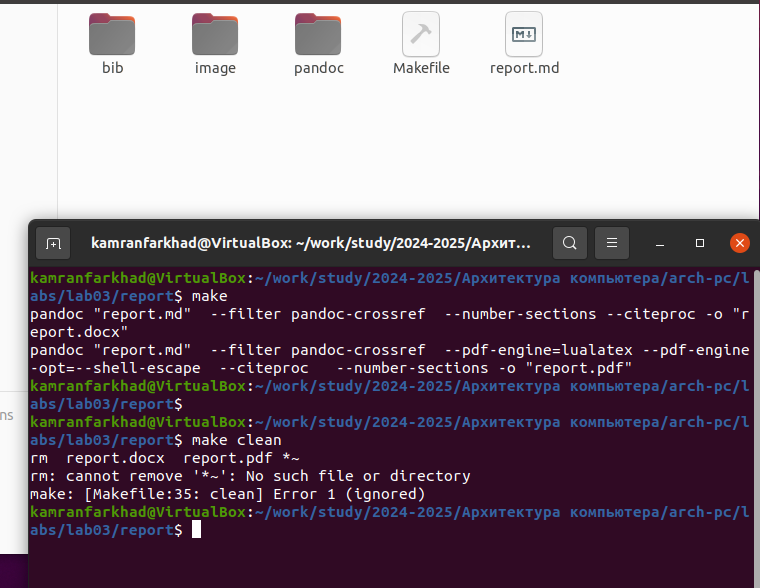 bib
image
pandoc
Makefile
report.md
M
kamranfarkhad@VirtualBox: ~/work/study/2024-2025/Архит...
kamranfarkhad@VirtualBox:~/work/study/2024-2025/Архитектура компьютера/arch-pc/l
abs/lab03/report$ make
pandoc "report.md"  --filter pandoc-crossref  --number-sections --citeproc -o "r
eport.docx"
pandoc "report.md"  --filter pandoc-crossref  --pdf-engine=lualatex --pdf-engine
-opt=--shell-escape  --citeproc   --number-sections -o "report.pdf"
kamranfarkhad@VirtualBox:~/work/study/2024-2025/Архитектура компьютера/arch-pc/l
abs/lab03/report$
ns
kamranfarkhad@VirtualBox:~/work/study/2024-2025/Архитектура компьютера/arch-pc/l
abs/lab03/report$ make clean
rm  report.docx  report.pdf *~
rm: cannot remove '*~': No such file or directory
make: [Makefile:35: clean] Error 1 (ignored)
kamranfarkhad@VirtualBox:~/work/study/2024-2025/Архитектура компьютера/arch-pc/l
abs/lab03/report$